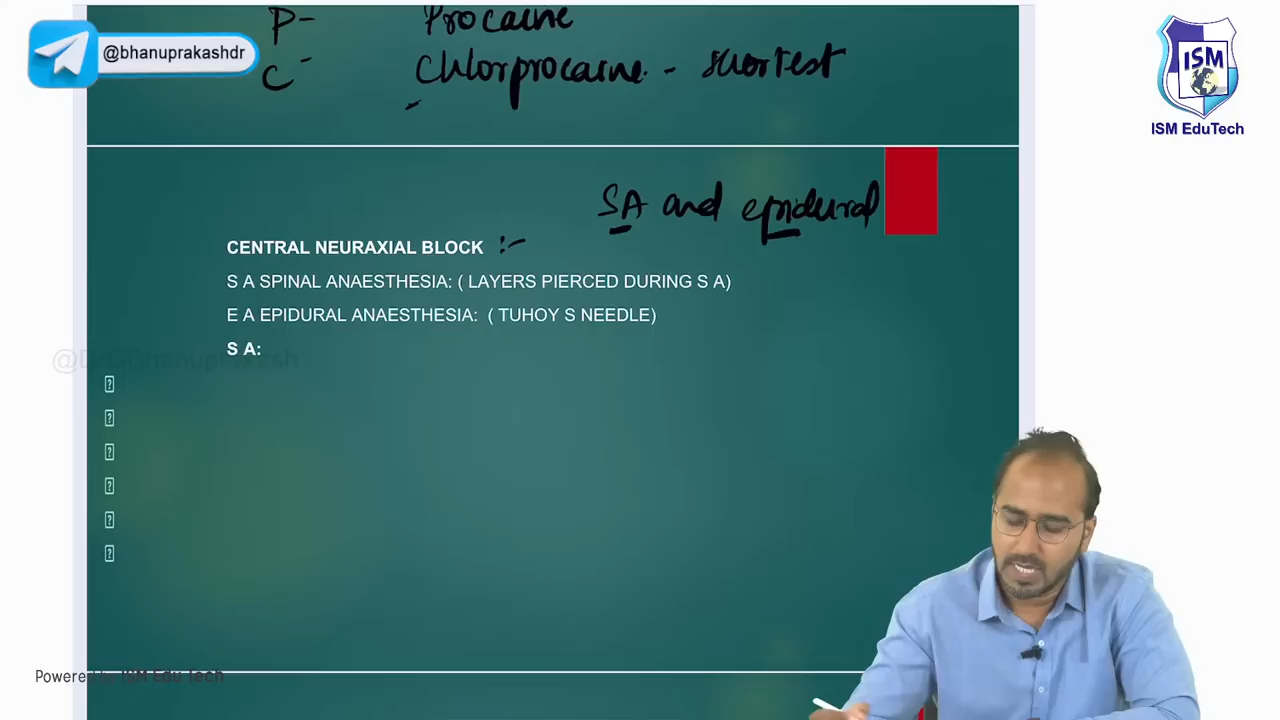 P- Procaine
@bhanuprakashdr
C- Chlorprocaine - shortest
ISM
ISM EduTech
SA and epidural
CENTRAL NEURAXIAL BLOCK :-
S A SPINAL ANAESTHESIA: ( LAYERS PIERCED DURING S A)
E A EPIDURAL ANAESTHESIA: ( TUHOY S NEEDLE)
S A:
Powered by ISM Edu Tech